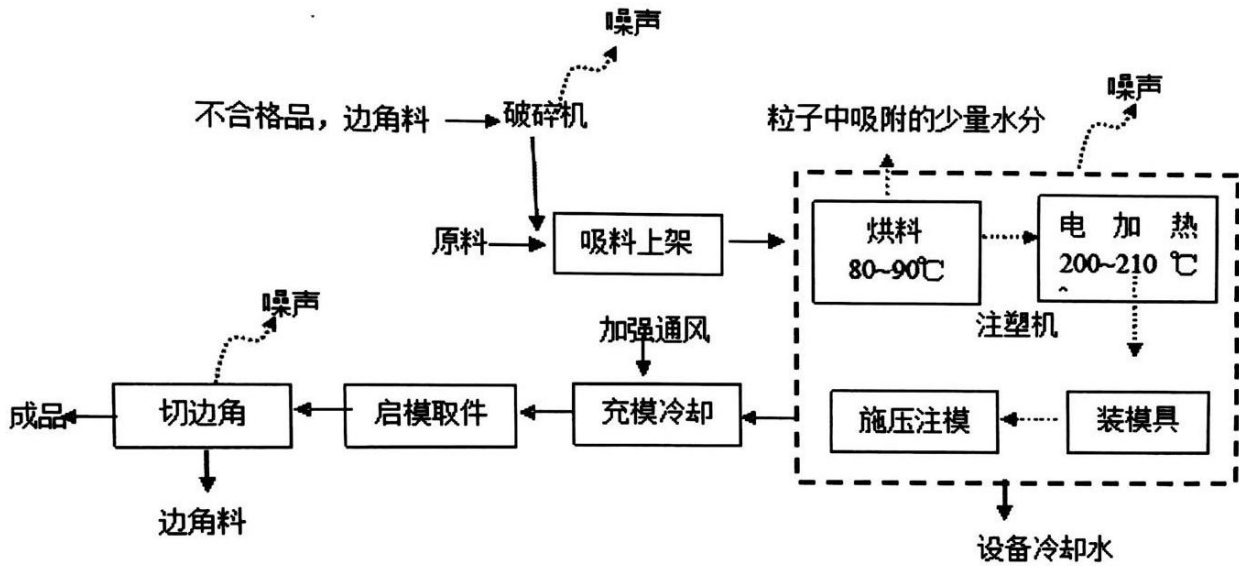 噪声
不合格品，边角料
破碎机
噪声
粒子中吸附的少量水分
原料
吸料上架
烘料
80~90℃
电加热
200~210℃
注塑机
噪声
加强通风
成品
切边角
启模取件
充模冷却
施压注模
装模具
边角料
设备冷却水